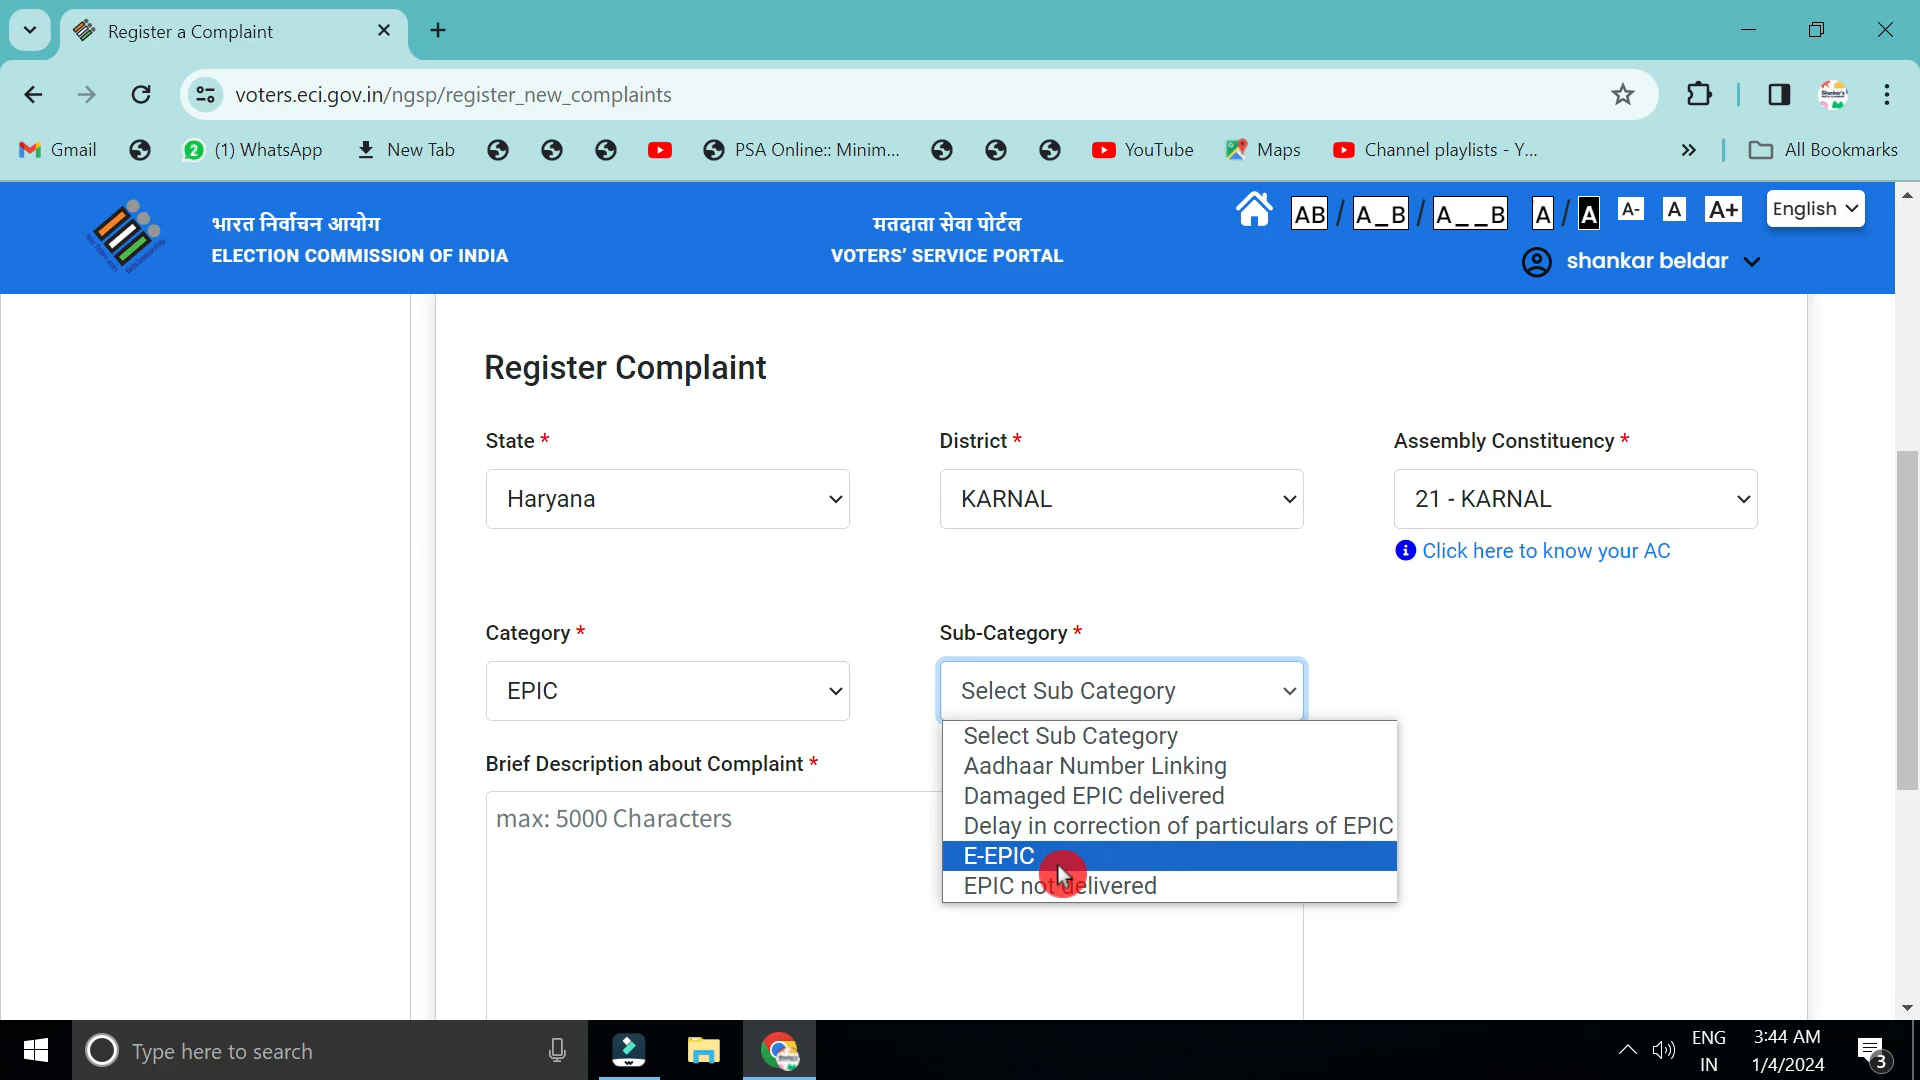 Register a Complaint
voters.eci.gov.in/ngsp/register_new_complaints
Gmail
2 (1) WhatsApp
New Tab
PSA Online:: Minim...
YouTube
Maps
Channel playlists - Y...
»
All Bookmarks
भारत निर्वाचन आयोग
ELECTION COMMISSION OF INDIA
मतदाता सेवा पोर्टल
VOTERS' SERVICE PORTAL
AB / A_B / A__B A / A A- A A+ English
shankar beldar
Register Complaint
State * District * Assembly Constituency *
Haryana KARNAL 21 - KARNAL
Click here to know your AC
Category * Sub-Category *
EPIC Select Sub Category
Select Sub Category
Aadhaar Number Linking
Damaged EPIC delivered
Delay in correction of particulars of EPIC
E-EPIC
EPIC not delivered
Brief Description about Complaint *
max: 5000 Characters
Type here to search
ENG
IN
3:44 AM
1/4/2024
3